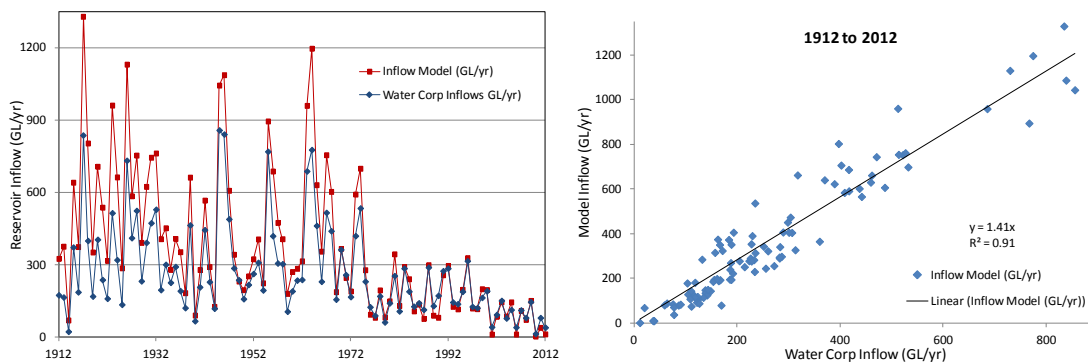 Reservoir Inflow (GL/yr)
1200
900
600
300
0
1912
1932
1952
1972
1992
2012
Inflow Model (GL/yr)
Water Corp Inflows GL/yr)
1912 to 2012
Model Inflow (GL/yr)
1200
1000
800
600
400
200
0
0
200
400
600
800
Water Corp Inflow (GL/yr)
y = 1.41x
R² = 0.91
Inflow Model (GL/yr)
Linear (Inflow Model (GL/yr))